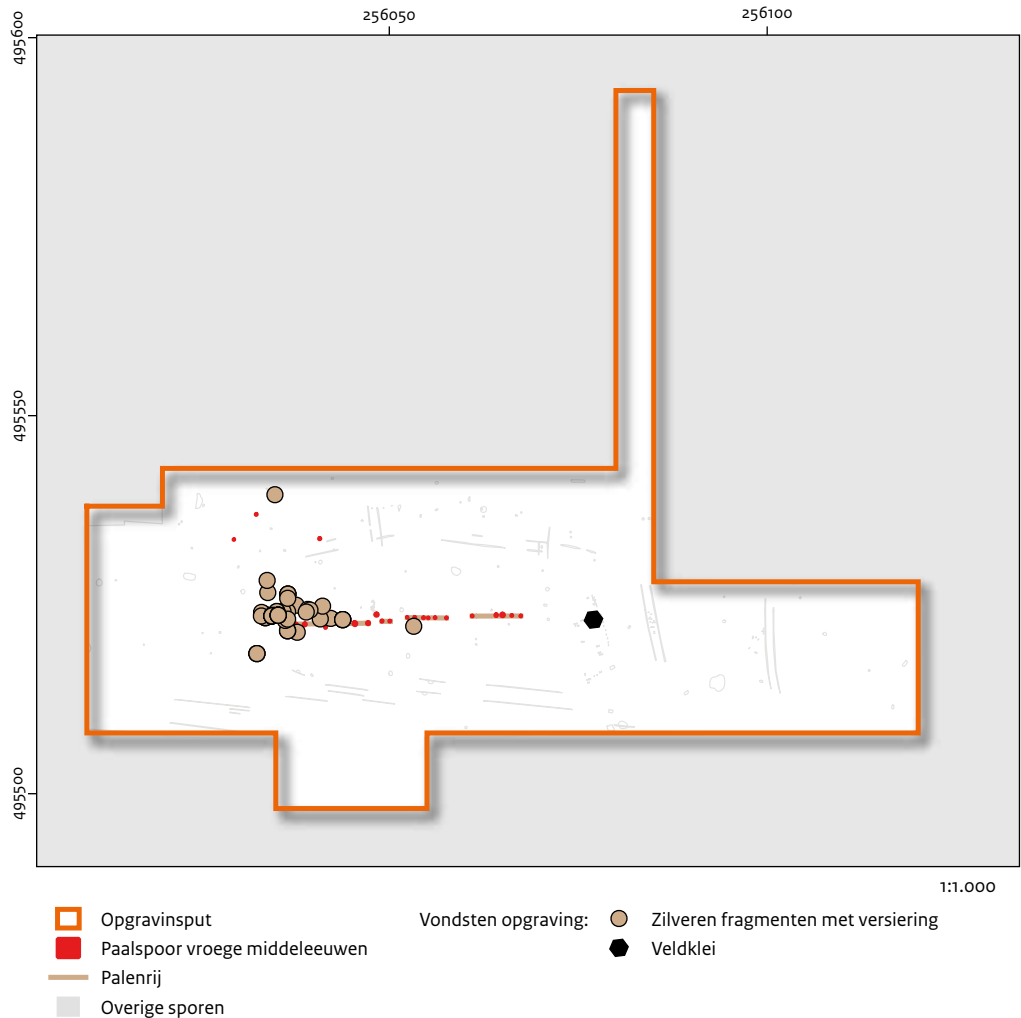 256050
256100
495600
495550
495500
1:1.000
Opgravinsput
Paalspoor vroege middeleeuwen
Palenrij
Overige sporen
Vondsten opgraving:
Zilveren fragmenten met versiering
Veldklei